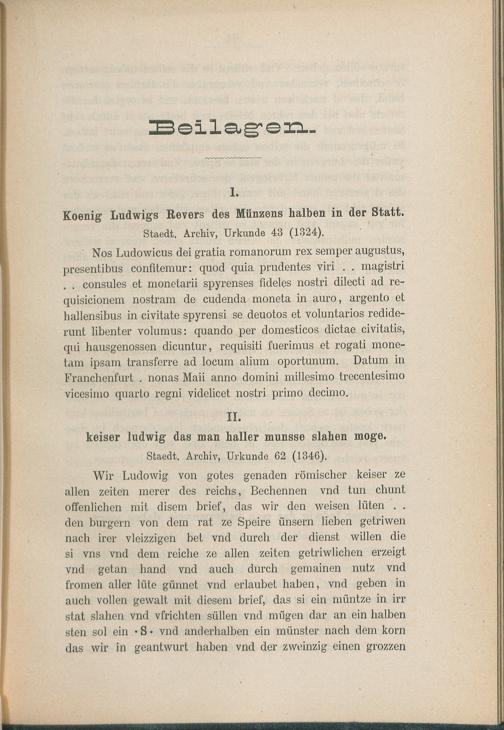 Beilagen.
I.
Koenig Ludwigs Revers des Münzens halben in der Statt.
Staedt. Archiv, Urkunde 43 (1324).
Nos Ludowicus dei gratia romanorum rex semper augustus,
presentibus confitemur: quod quia prudentes viri . . magistri
. . consules et monetarii spyrenses fideles nostri dilecti ad re-
quisicionem nostram de cudenda moneta in auro, argento et
hallensibus in civitate spyrensi se deuotos et voluntarios redide-
runt libenter volumus: quando per domesticos dictae civitatis,
qui hausgenossen dicuntur, requisiti fuerimus et rogati mone-
tam ipsam transferre ad locum alium oportunum. Datum in
Franchenfurt . nonas Maii anno domini millesimo trecentesimo
vicesimo quarto regni videlicet nostri primo decimo.
II.
keiser ludwig das man haller munsse slahen moge.
Staedt. Archiv, Urkunde 62 (1346).
Wir Ludowig von gotes genaden römischer keiser ze
allen zeiten merer des reichs, Bechennen vnd tun chunt
offenlichen mit disem brief, das wir den weisen lüten . .
den burgern von dem rat ze Speire ünsern lieben getriwen
nach irer vleizzigen bet vnd durch der dienst willen die
si vns vnd dem reiche ze allen zeiten getriwlichen erzeigt
vnd getan hand vnd auch durch gemainen nutz vnd
fromen aller lüte günnet vnd erlaubet haben, vnd geben in
auch vollen gewalt mit diesem brief, das si ein müntze in irr
stat slahen vnd vfrichten süllen vnd mügen dar an ein halben
sten sol ein ·S· vnd anderhalben ein münster nach dem korn
das wir in geantwurt haben vnd der zweinzig einen grozzen